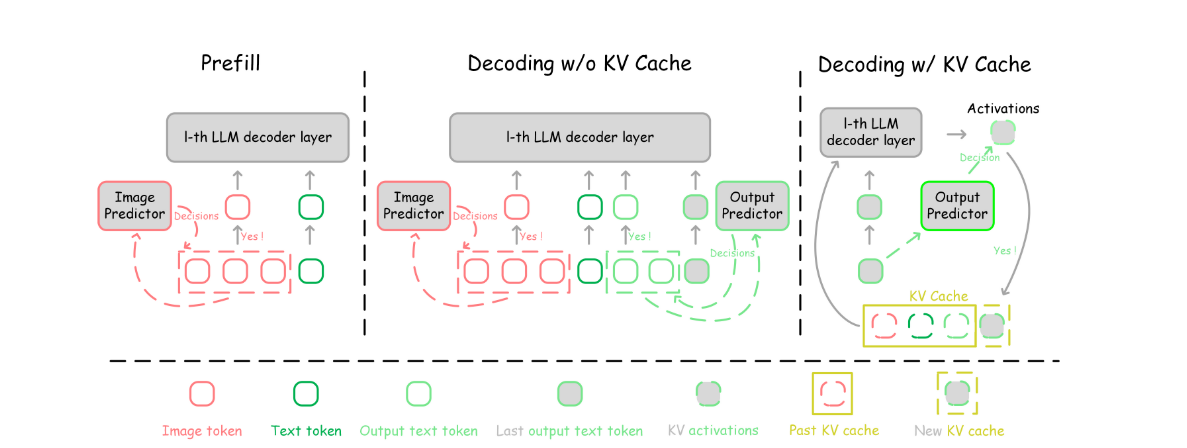 Prefill
Decoding w/o KV Cache
Decoding w/ KV Cache
l-th LLM decoder layer
Image
Predictor
Decisions
Yes !
l-th LLM decoder layer
Image
Predictor
Decisions
Yes !
Yes !
Output
Predictor
Decisions
l-th LLM
decoder layer
Activations
Decision
Output
Predictor
Yes !
KV Cache
Image token
Text token
Output text token
Last output text token
KV activations
Past KV cache
New KV cache